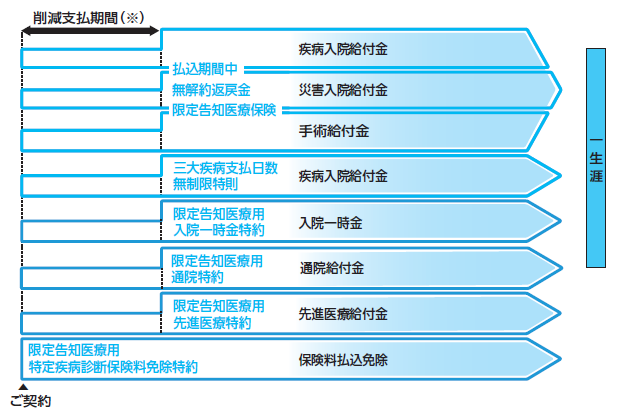 削減支払期間（※）
疾病入院給付金
払込期間中
無解約返戻金
災害入院給付金
限定告知医療保険
手術給付金
三大疾病支払日数
無制限特則
疾病入院給付金
限定告知医療用
入院一時金特約
入院一時金
限定告知医療用
通院特約
通院給付金
限定告知医療用
先進医療特約
先進医療給付金
限定告知医療用
特定疾病診断保険料免除特約
保険料払込免除
一生涯
ご契約